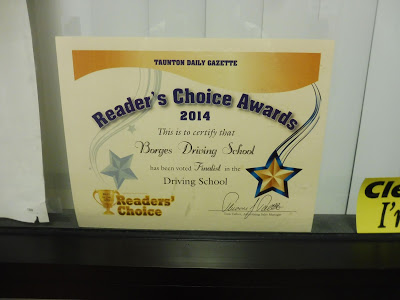 TAUNTON DAILY GAZETTE
Reader's Choice Awards
2014
This is to certify that
Borges Driving School
has been voted Finalist in the
Driving School
Readers'
Choice
Cle
I'